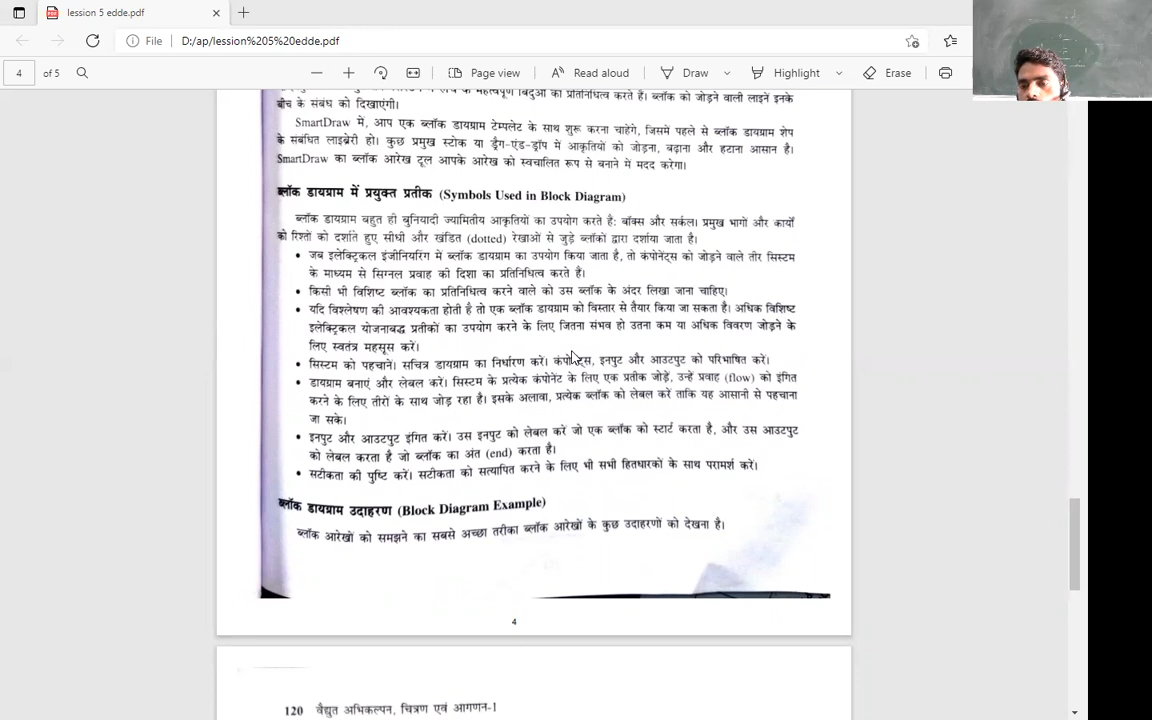 lession 5 edde.pdf
File D:/ap/lession%205%20edde.pdf
4 of 5 Page view Read aloud Draw Highlight Erase
महत्वपूर्ण बिंदुओं का प्रतिनिधित्व करते हैं। ब्लॉक को जोड़ने वाली लाइनें इनके
बीच के संबंध को दिखाएंगी।
SmartDraw में, आप एक ब्लॉक डायग्राम टेम्पलेट के साथ शुरू करना चाहेंगे, जिसमें पहले से ब्लॉक डायग्राम शेप
के संबंधित लाइब्रेरी हो। कुछ प्रमुख स्टोक या ड्रैग-एंड-ड्रॉप में आकृतियों को जोड़ना, बढ़ाना और हटाना आसान है।
SmartDraw का ब्लॉक आरेख टूल आपके आरेख को स्वचालित रूप से बनाने में मदद करेगा।
ब्लॉक डायग्राम में प्रयुक्त प्रतीक (Symbols Used in Block Diagram)
ब्लॉक डायग्राम बहुत ही बुनियादी ज्यामितीय आकृतियों का उपयोग करते है: बॉक्स और सर्कल। प्रमुख भागों और कार्यों
को रिश्तों को दर्शाते हुए सीधी और खंडित (dotted) रेखाओं से जुड़े ब्लॉकों द्वारा दर्शाया जाता है।
• जब इलेक्ट्रिकल इंजीनियरिंग में ब्लॉक डायग्राम का उपयोग किया जाता है, तो कंपोनेंट्स को जोड़ने वाले तीर सिस्टम
के माध्यम से सिग्नल प्रवाह की दिशा का प्रतिनिधित्व करते हैं।
• किसी भी विशिष्ट ब्लॉक का प्रतिनिधित्व करने वाले को उस ब्लॉक के अंदर लिखा जाना चाहिए।
• यदि विश्लेषण की आवश्यकता होती है तो एक ब्लॉक डायग्राम को विस्तार से तैयार किया जा सकता है। अधिक विशिष्ट
इलेक्ट्रिकल योजनाबद्ध प्रतीकों का उपयोग करने के लिए जितना संभव हो उतना कम या अधिक विवरण जोड़ने के
लिए स्वतंत्र महसूस करें।
• सिस्टम को पहचानें। सचित्र डायग्राम का निर्धारण करें। कंपोनेंट्स, इनपुट और आउटपुट को परिभाषित करें।
• डायग्राम बनाएं और लेबल करें। सिस्टम के प्रत्येक कंपोनेंट के लिए एक प्रतीक जोड़ें, उन्हें प्रवाह (flow) को इंगित
करने के लिए तीरों के साथ जोड़ रहा है। इसके अलावा, प्रत्येक ब्लॉक को लेबल करें ताकि यह आसानी से पहचाना
जा सके।
• इनपुट और आउटपुट इंगित करें। उस इनपुट को लेबल करें जो एक ब्लॉक को स्टार्ट करता है, और उस आउटपुट
को लेबल करता है जो ब्लॉक का अंत (end) करता है।
• सटीकता की पुष्टि करें। सटीकता को सत्यापित करने के लिए भी सभी हितधारकों के साथ परामर्श करें।
ब्लॉक डायग्राम उदाहरण (Block Diagram Example)
ब्लॉक आरेखों को समझने का सबसे अच्छा तरीका ब्लॉक आरेखों के कुछ उदाहरणों को देखना है।
4
120 वैद्युत अभिकल्पन, चित्रण एवं आगणन-1